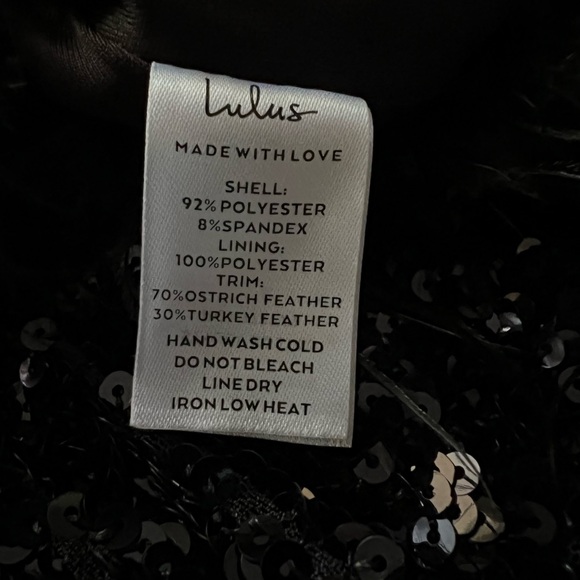 Lulus
MADE WITH LOVE
SHELL:
92% POLYESTER
8%SPANDEX
LINING:
100%POLYESTER
TRIM:
70%OSTRICH FEATHER
30%TURKEY FEATHER
HAND WASH COLD
DO NOT BLEACH
LINE DRY
IRON LOW HEAT